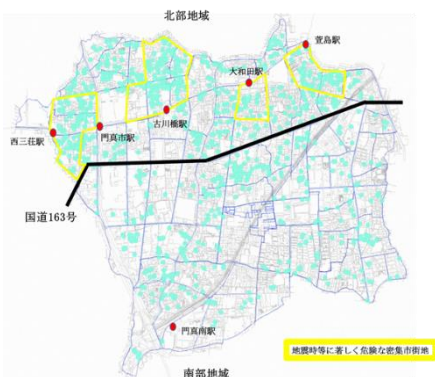 北部地域
萱島駅
大和田駅
古川橋駅
門真市駅
西三荘駅
国道163号
門真南駅
地震時等に著しく危険な密集市街地
南部地域